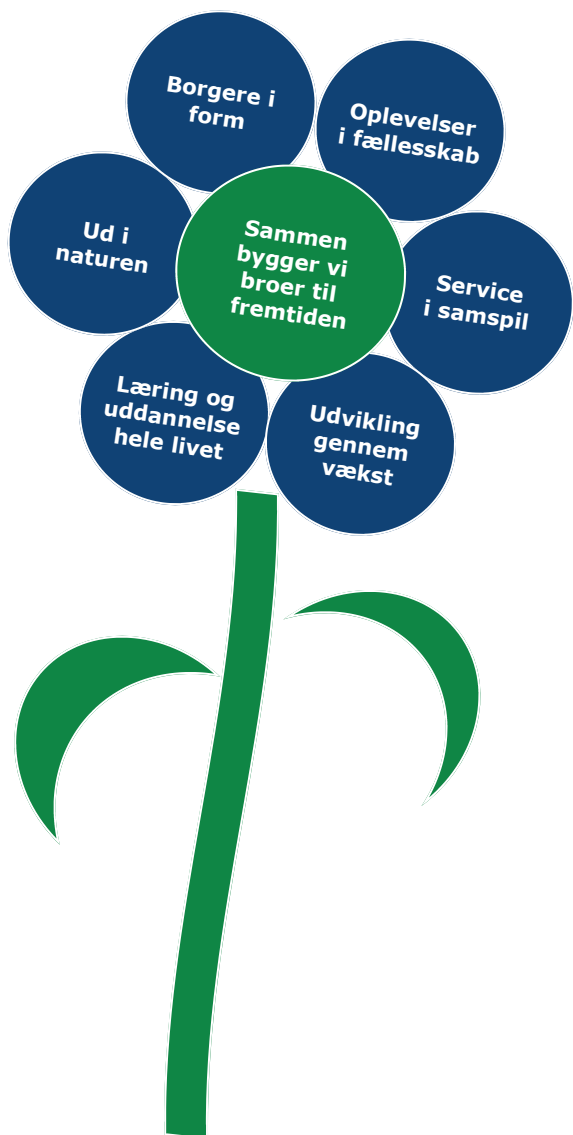 Borgere i
form
Oplevelser
i fællesskab
Ud i
naturen
Sammen
bygger vi
broer til
fremtiden
Service
i samspil
Læring og
uddannelse
hele livet
Udvikling
gennem
vækst